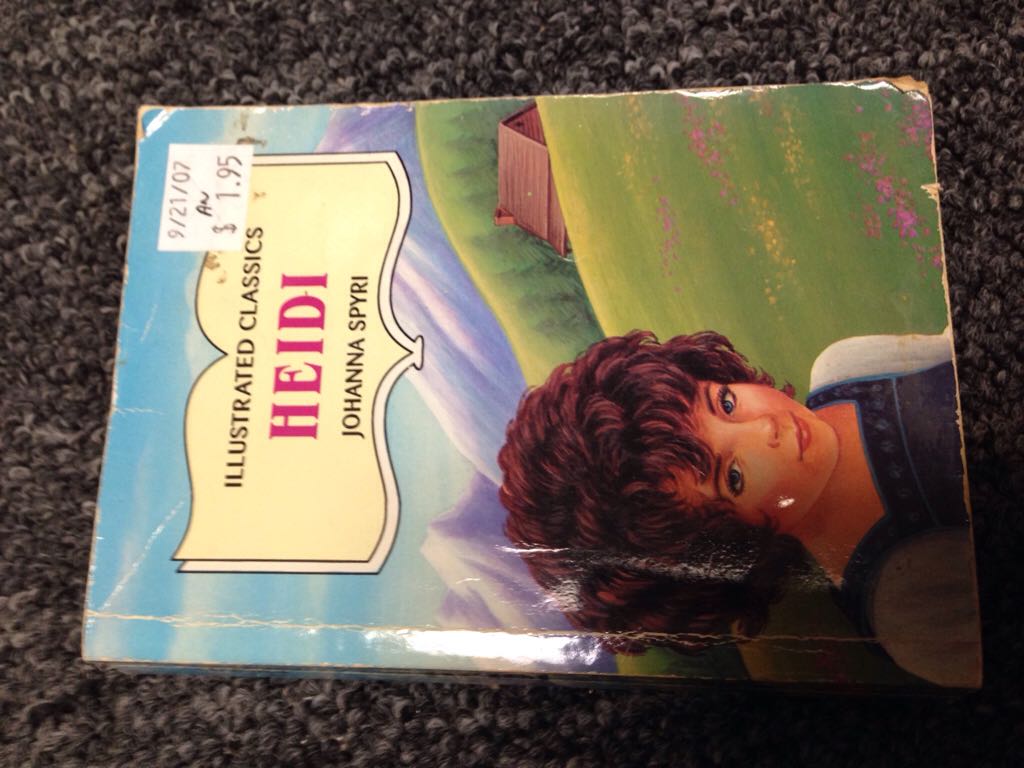 9/21/07
AN
$ 1.95
ILLUSTRATED CLASSICS
HEIDI
JOHANNA SPYRI